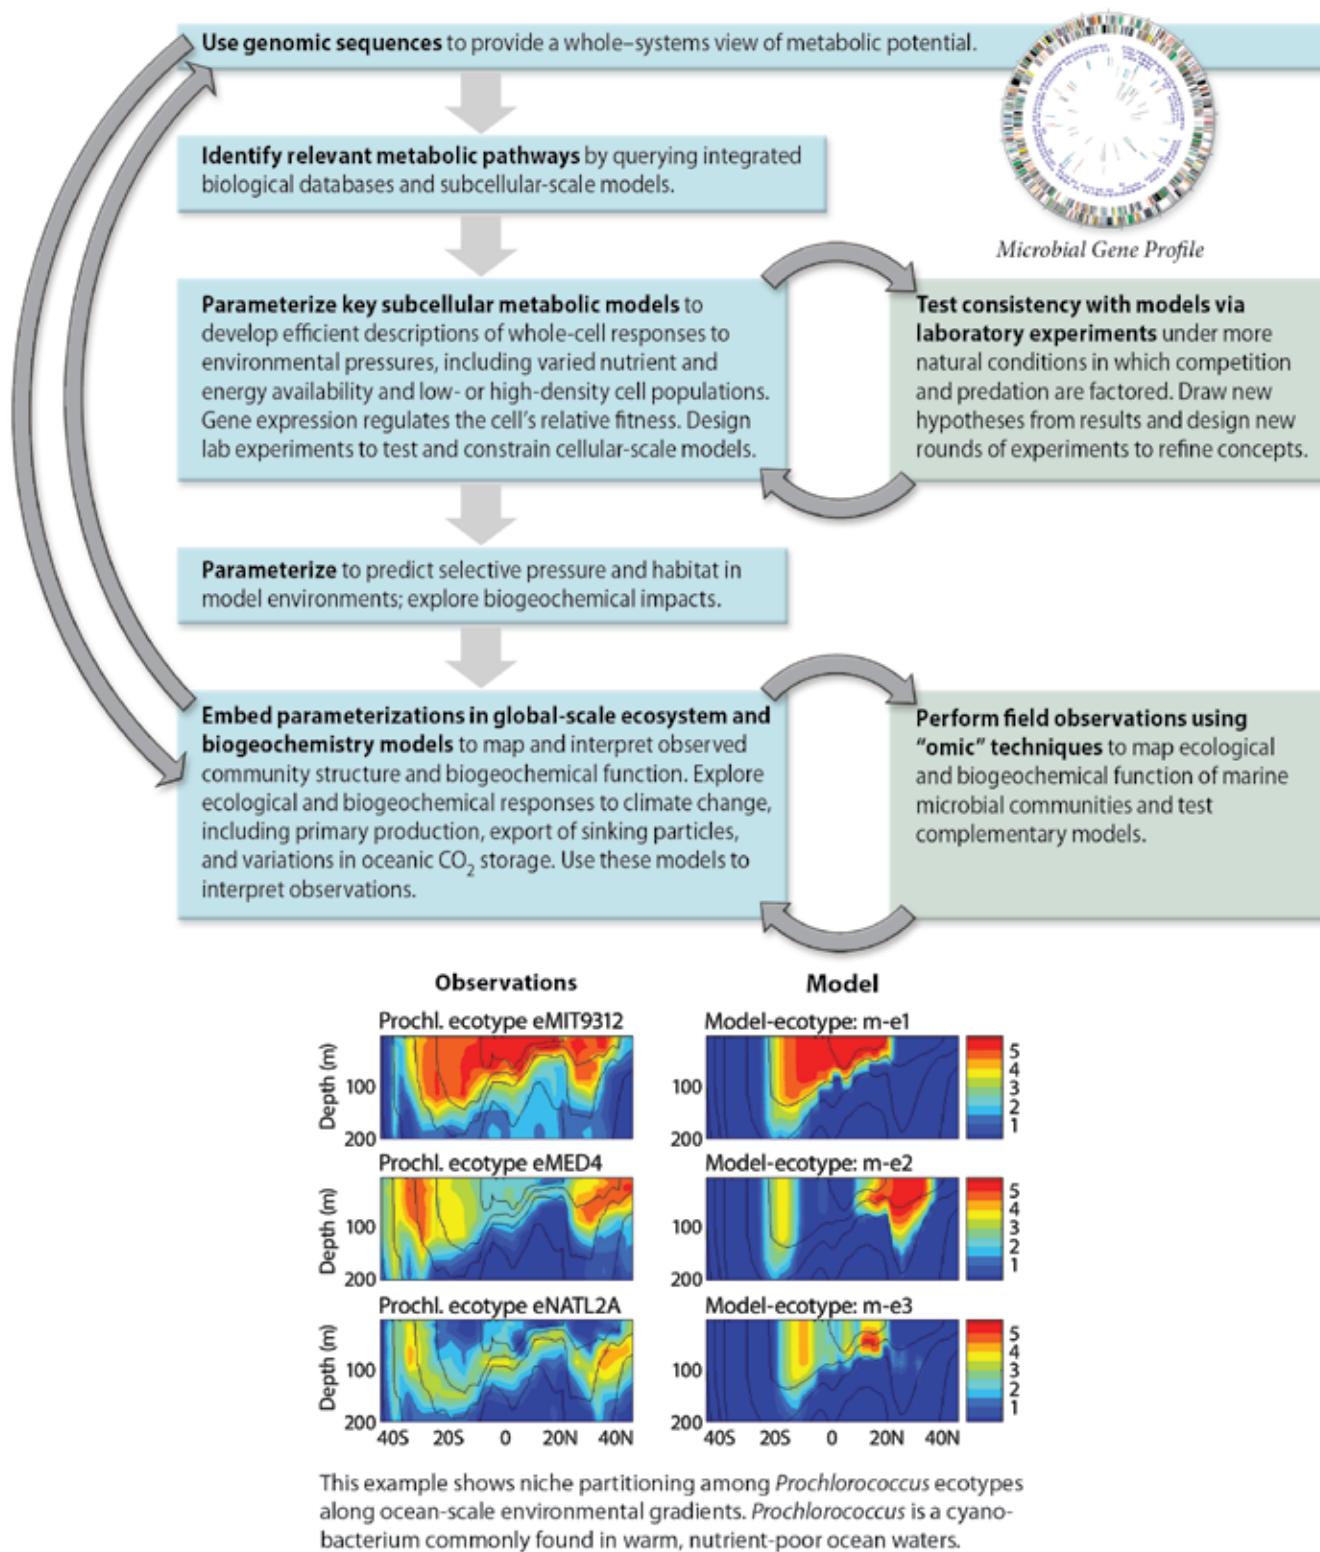 Use genomic sequences to provide a whole–systems view of metabolic potential.
Microbial Gene Profile
Identify relevant metabolic pathways by querying integrated
biological databases and subcellular-scale models.
Parameterize key subcellular metabolic models to
develop efficient descriptions of whole-cell responses to
environmental pressures, including varied nutrient and
energy availability and low- or high-density cell populations.
Gene expression regulates the cell's relative fitness. Design
lab experiments to test and constrain cellular-scale models.
Test consistency with models via
laboratory experiments under more
natural conditions in which competition
and predation are factored. Draw new
hypotheses from results and design new
rounds of experiments to refine concepts.
Parameterize to predict selective pressure and habitat in
model environments; explore biogeochemical impacts.
Embed parameterizations in global-scale ecosystem and
biogeochemistry models to map and interpret observed
community structure and biogeochemical function. Explore
ecological and biogeochemical responses to climate change,
including primary production, export of sinking particles,
and variations in oceanic CO₂ storage. Use these models to
interpret observations.
Perform field observations using
“omic” techniques to map ecological
and biogeochemical function of marine
microbial communities and test
complementary models.
Observations
Model
Prochl. ecotype eMIT9312
Depth (m)
100
200
Model-ecotype: m-e1
100
200
5
4
3
2
1
Prochl. ecotype eMED4
Depth (m)
100
200
Model-ecotype: m-e2
100
200
5
4
3
2
1
Prochl. ecotype eNATL2A
Depth (m)
100
200
40S 20S 0 20N 40N
Model-ecotype: m-e3
100
200
40S 20S 0 20N 40N
5
4
3
2
1
This example shows niche partitioning among Prochlorococcus ecotypes
along ocean-scale environmental gradients. Prochlorococcus is a cyano-
bacterium commonly found in warm, nutrient-poor ocean waters.